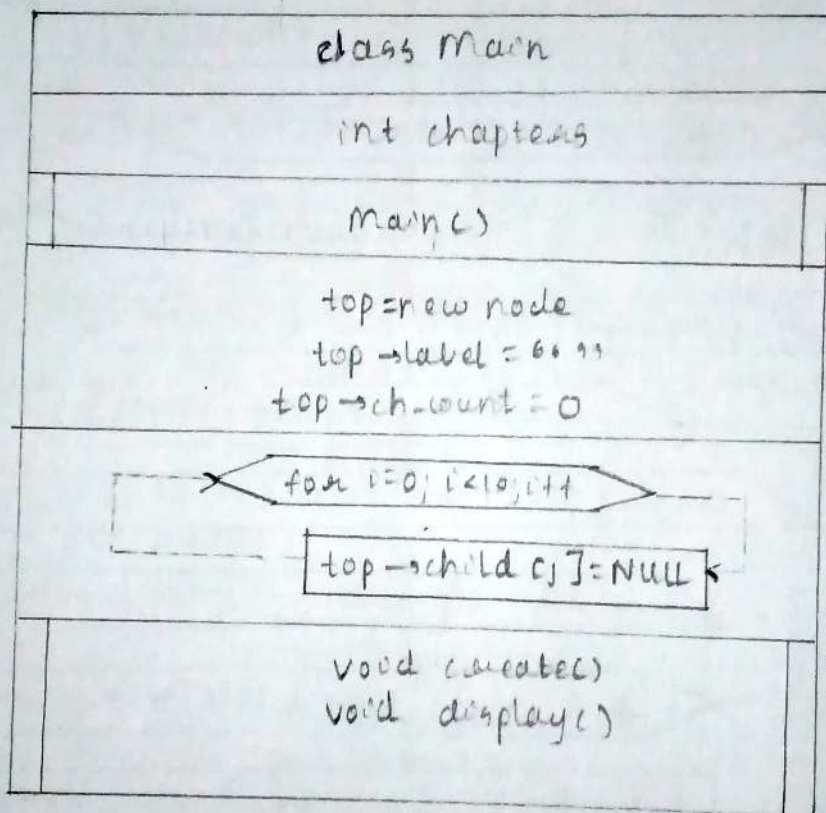 class Main
int chapters
Main()
top=new node
top→label = " "
top→ch-count = 0
for i=0; i<10; i++
top→child [j]=NULL
void create()
void display()